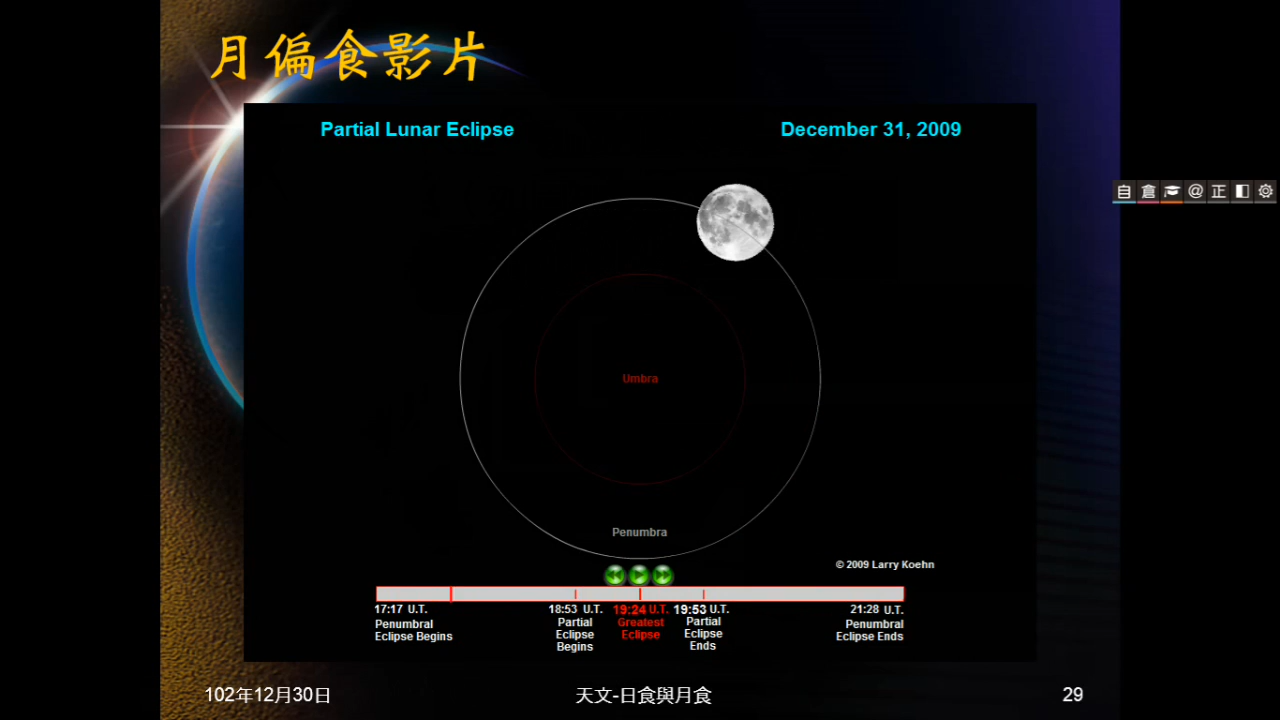 月偏食影片
Partial Lunar Eclipse
December 31, 2009
自 倉 @ 正
Umbra
Penumbra
© 2009 Larry Koehn
17:17 U.T.
Penumbral
Eclipse Begins
18:53 U.T.
Partial
Eclipse
Begins
19:24 U.T.
Greatest
Eclipse
19:53 U.T.
Partial
Eclipse
Ends
21:28 U.T.
Penumbral
Eclipse Ends
102年12月30日
天文-日食與月食
29